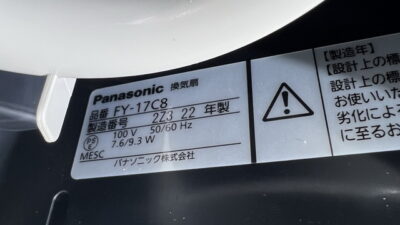 Panasonic 換気扇
品番 FY-17C8
製造番号 2Z3 22 年製
100 V 50/60 Hz
7.6/9.3 W
MESC
パナソニック株式会社
【製造年】
【設計上の
設計上の
お使いいた
劣化による
に至るお